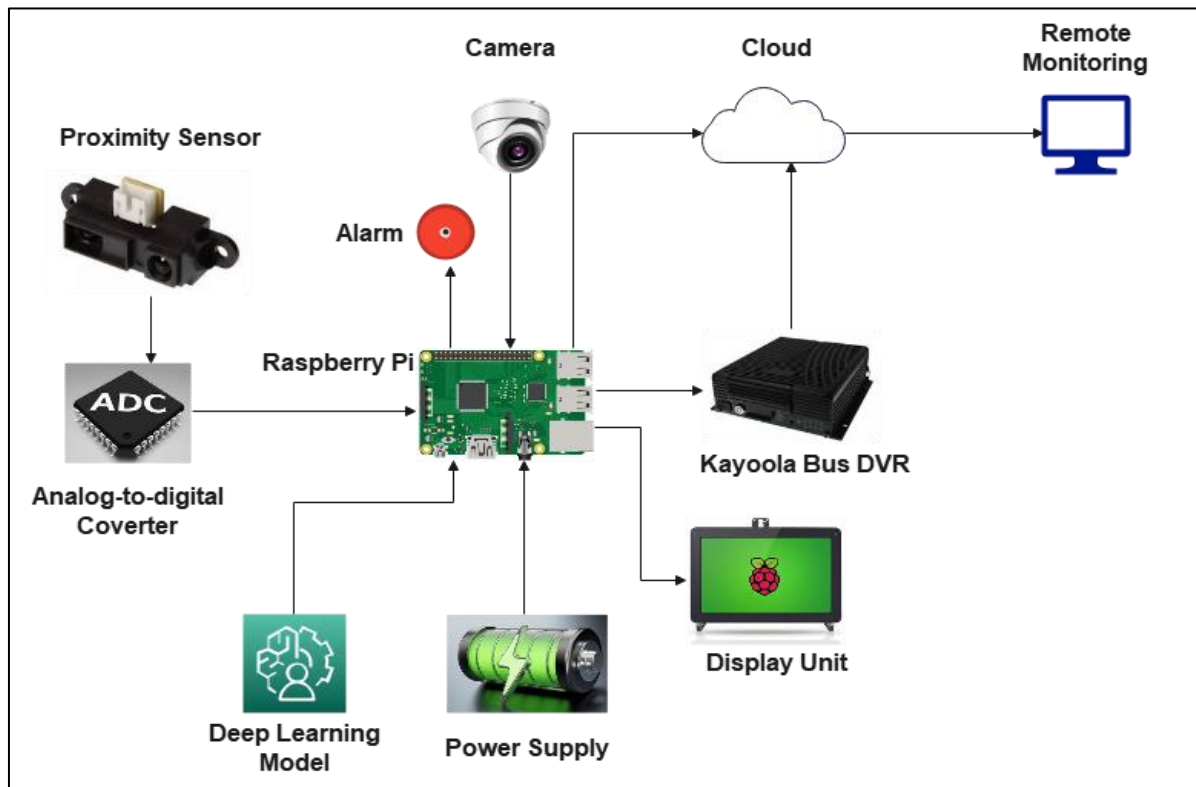 Camera
Cloud
Remote
Monitoring
Proximity Sensor
Alarm
Raspberry Pi
ADC
Kayoola Bus DVR
Analog-to-digital
Coverter
Display Unit
Deep Learning
Model
Power Supply